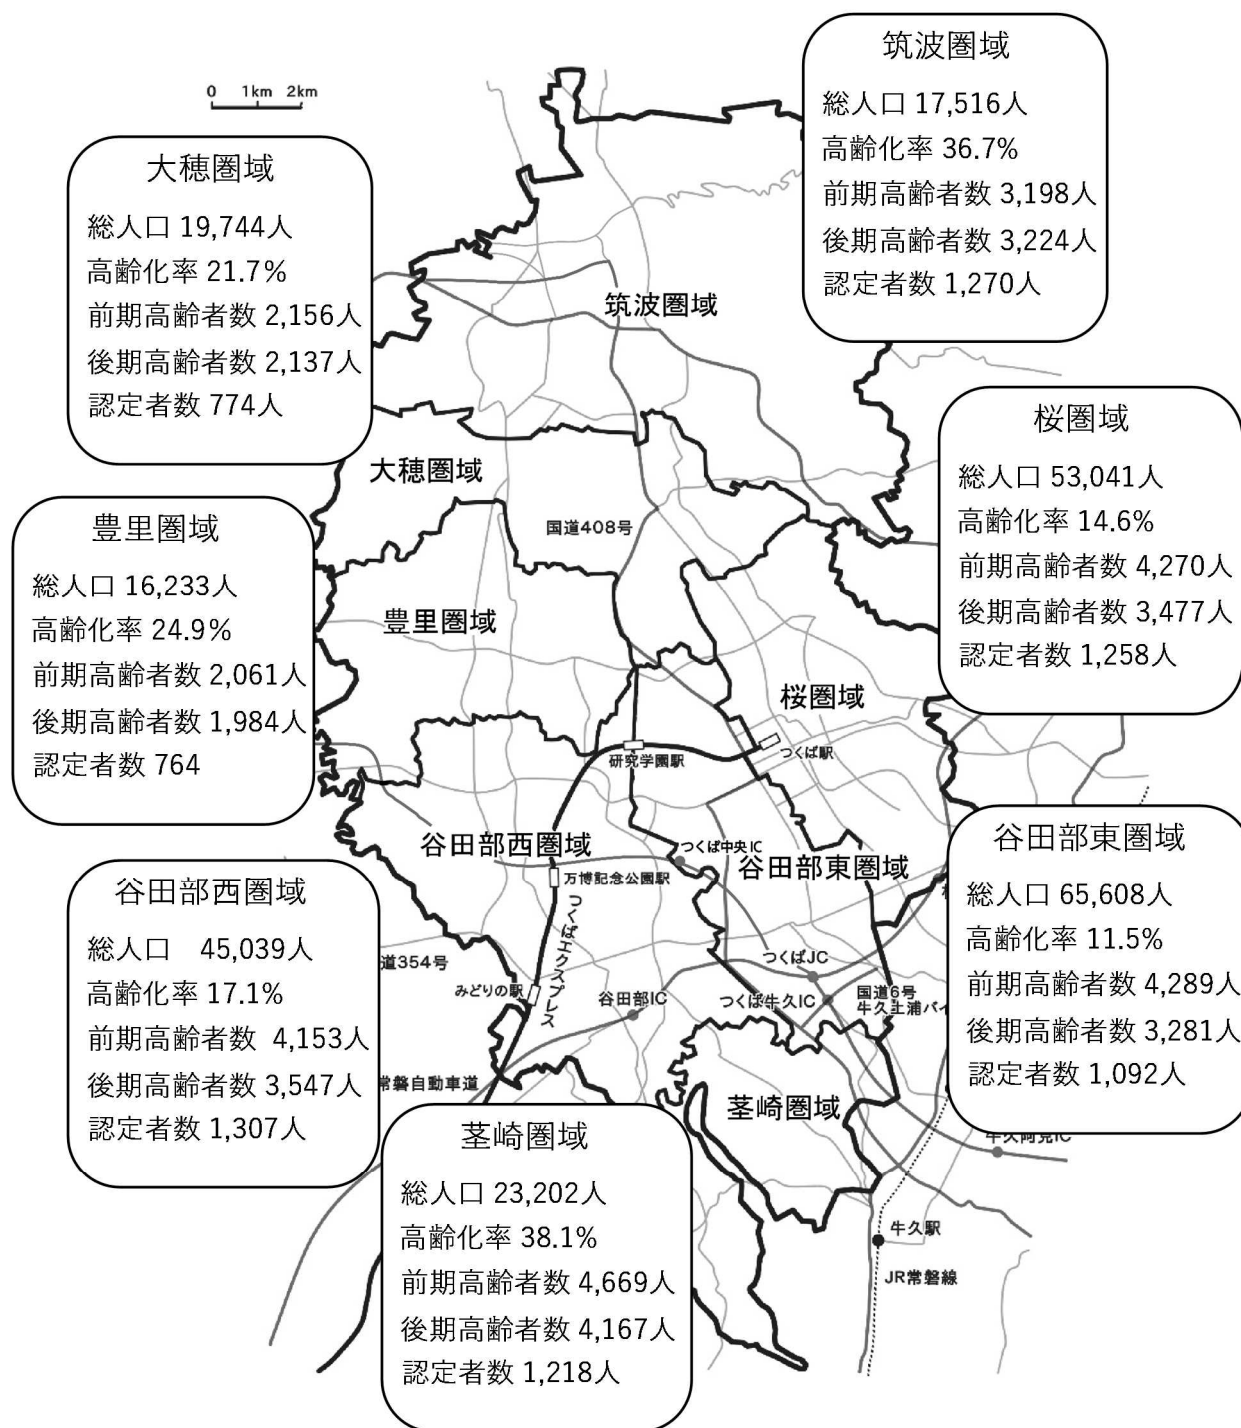 筑波圏域
総人口 17,516人
高齢化率 36.7%
前期高齢者数 3,198人
後期高齢者数 3,224人
認定者数 1,270人
0 1km 2km
大穂圏域
総人口 19,744人
高齢化率 21.7%
前期高齢者数 2,156人
後期高齢者数 2,137人
認定者数 774人
筑波圏域
桜圏域
総人口 53,041人
高齢化率 14.6%
前期高齢者数 4,270人
後期高齢者数 3,477人
認定者数 1,258人
大穂圏域
国道408号
豊里圏域
総人口 16,233人
高齢化率 24.9%
前期高齢者数 2,061人
後期高齢者数 1,984人
認定者数 764
豊里圏域
桜圏域
つくば駅
研究学園駅
谷田部西圏域
つくば中央IC
谷田部東圏域
万博記念公園駅
つくばエクスプレス
谷田部東圏域
総人口 65,608人
高齢化率 11.5%
前期高齢者数 4,289人
後期高齢者数 3,281人
認定者数 1,092人
谷田部西圏域
総人口 45,039人
高齢化率 17.1%
前期高齢者数 4,153人
後期高齢者数 3,547人
認定者数 1,307人
道354号
みどりの駅
谷田部IC
つくばJC
つくば牛久IC
国道6号
牛久土浦バイ
常磐自動車道
茎崎圏域
牛久阿見IC
茎崎圏域
総人口 23,202人
高齢化率 38.1%
前期高齢者数 4,669人
後期高齢者数 4,167人
認定者数 1,218人
牛久駅
JR常磐線